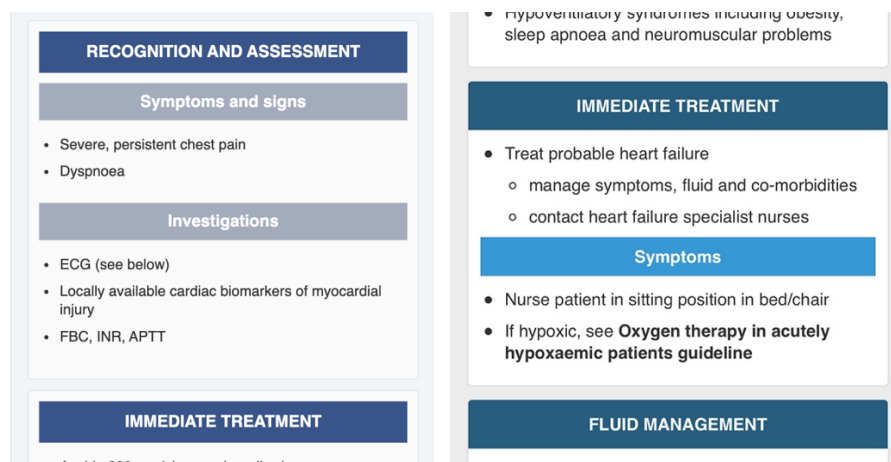 RECOGNITION AND ASSESSMENT
Symptoms and signs
• Severe, persistent chest pain
• Dyspnoea
Investigations
• ECG (see below)
• Locally available cardiac biomarkers of myocardial
injury
• FBC, INR, APTT
IMMEDIATE TREATMENT
• Hypoventilatory syndromes including obesity,
sleep apnoea and neuromuscular problems
IMMEDIATE TREATMENT
• Treat probable heart failure
○ manage symptoms, fluid and co-morbidities
○ contact heart failure specialist nurses
Symptoms
• Nurse patient in sitting position in bed/chair
• If hypoxic, see Oxygen therapy in acutely
hypoxaemic patients guideline
FLUID MANAGEMENT